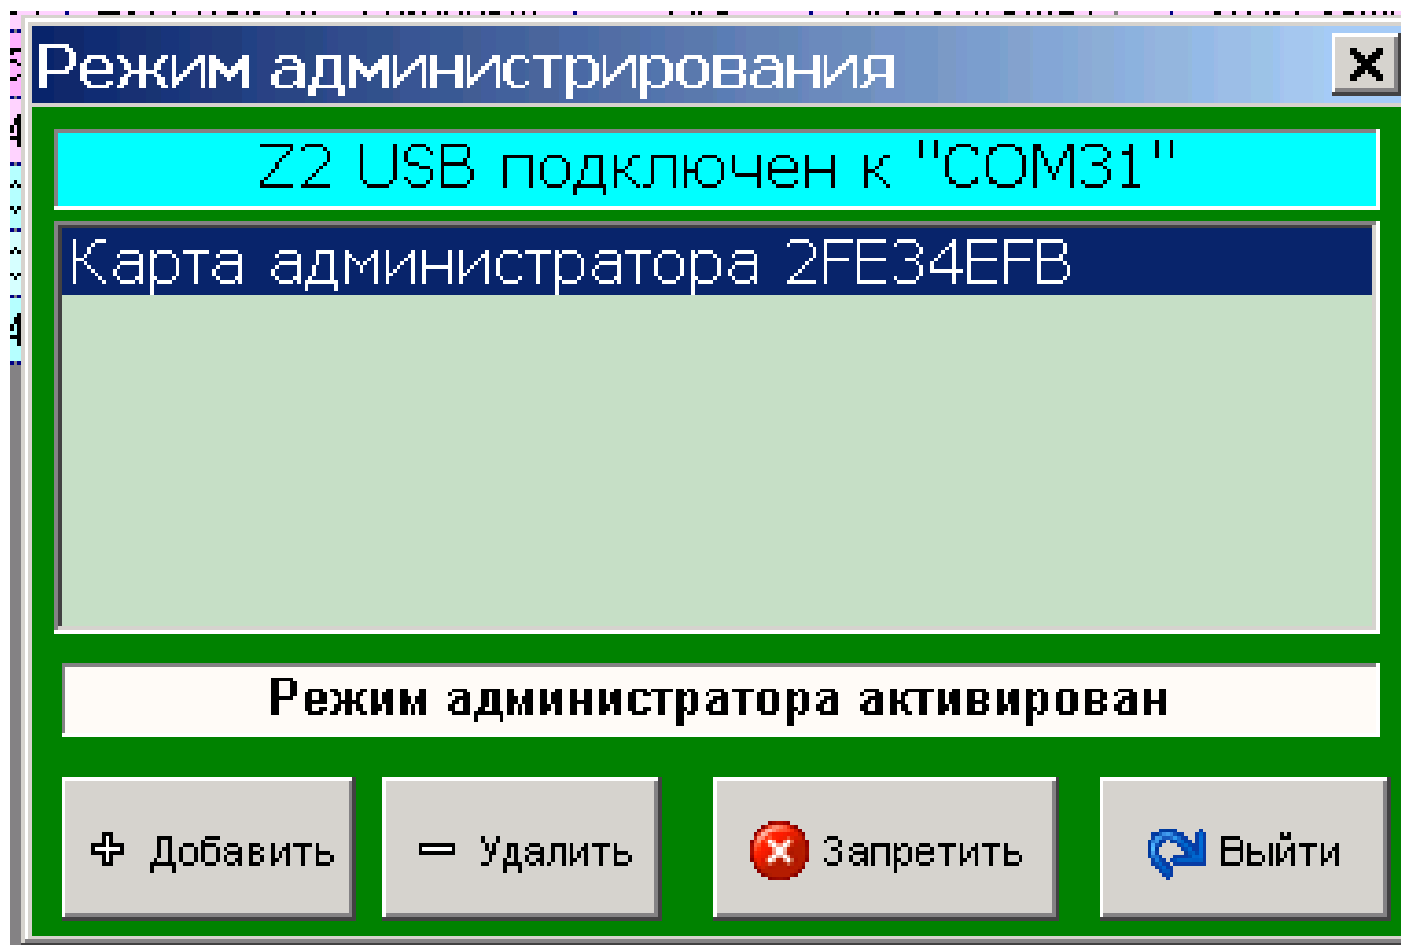 Режим администрирования
Z2 USB подключен к "COM31"
Карта администратора 2FE34EFB
Режим администратора активирован
Добавить
Удалить
Запретить
Выйти